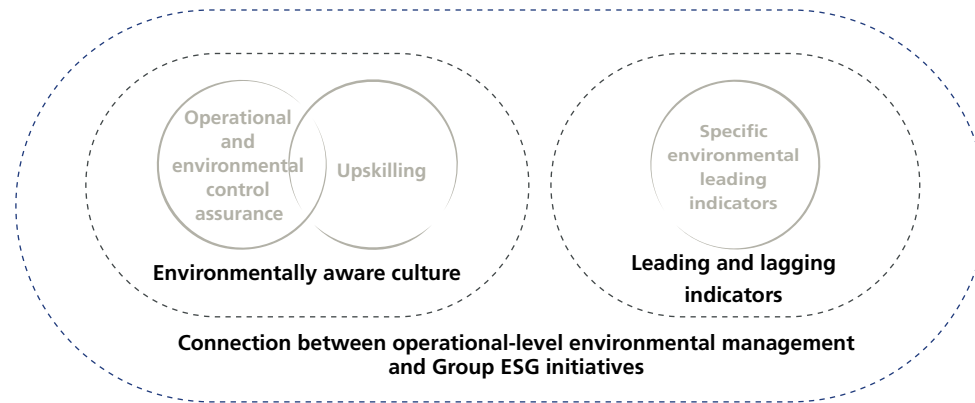 Operational
and
environmental
control
assurance
Upskilling
Environmentally aware culture
Specific
environmental
leading
indicators
Leading and lagging
indicators
Connection between operational-level environmental management
and Group ESG initiatives